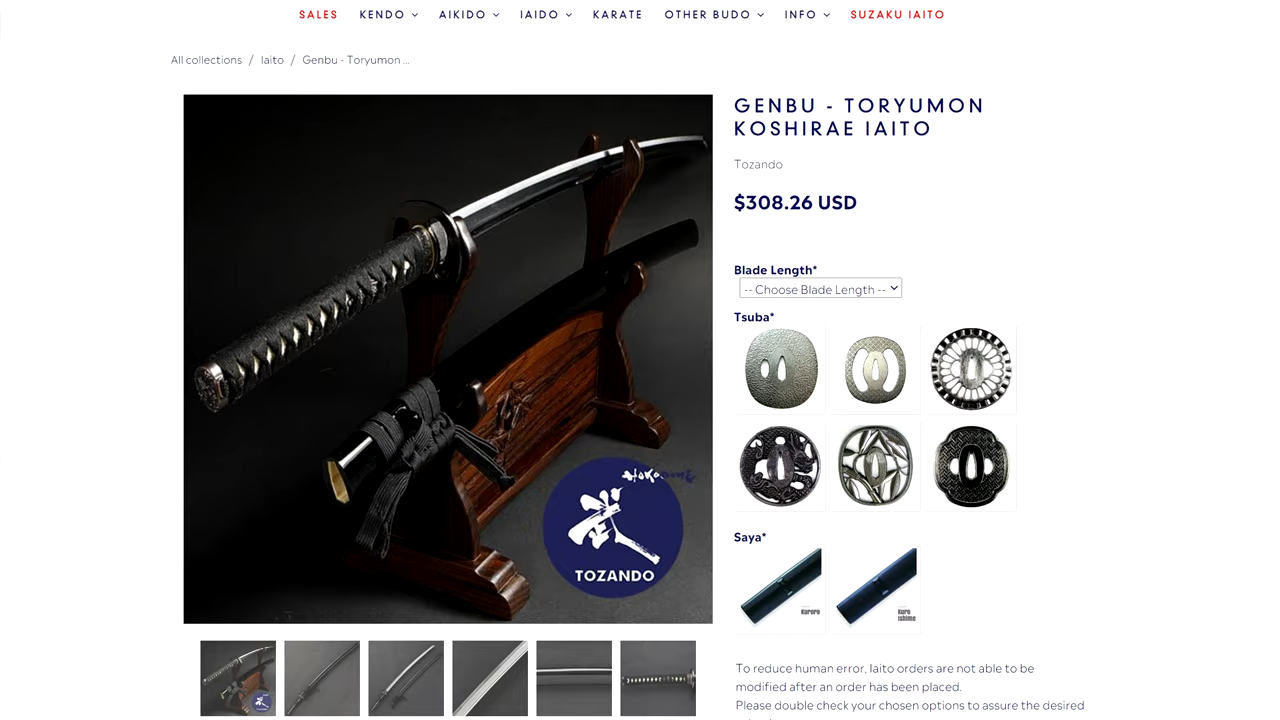 SALES KENDO AIKIDO IAIDO KARATE OTHER BUDO INFO SUZAKU IAITO
All collections / Iaito / Genbu - Toryumon ...
GENBU - TORYUMON
KOSHIRAE IAITO
Tozando
$308.26 USD
Blade Length*
-- Choose Blade Length --
Tsuba*
武
TOZANDO
Saya*
Kuroro
Kuro
ishime
To reduce human error, Iaito orders are not able to be
modified after an order has been placed.
Please double check your chosen options to assure the desired